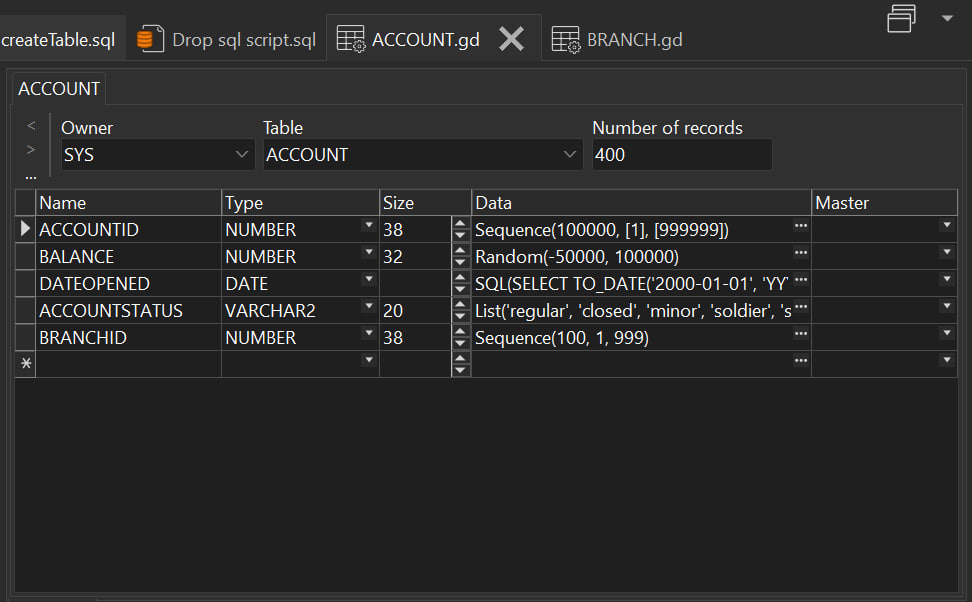 createTable.sql Drop sql script.sql ACCOUNT.gd BRANCH.gd
ACCOUNT
Owner Table Number of records
SYS ACCOUNT 400
Name Type Size Data Master
ACCOUNTID NUMBER 38 Sequence(100000, [1], [999999])
BALANCE NUMBER 32 Random(-50000, 100000)
DATEOPENED DATE SQL(SELECT TO_DATE('2000-01-01', 'YY
ACCOUNTSTATUS VARCHAR2 20 List('regular', 'closed', 'minor', 'soldier', 's
BRANCHID NUMBER 38 Sequence(100, 1, 999)